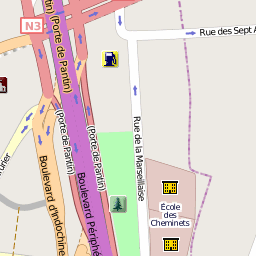 N3
(Porte de Pantin)
(Porte de Pantin)
Rue des Sept A
Rue de la Marseillaise
(Porte de Pantin)
(Porte de Pantin)
Boulevard d'Indochine
Boulevard Périphé
École
des
Cheminets